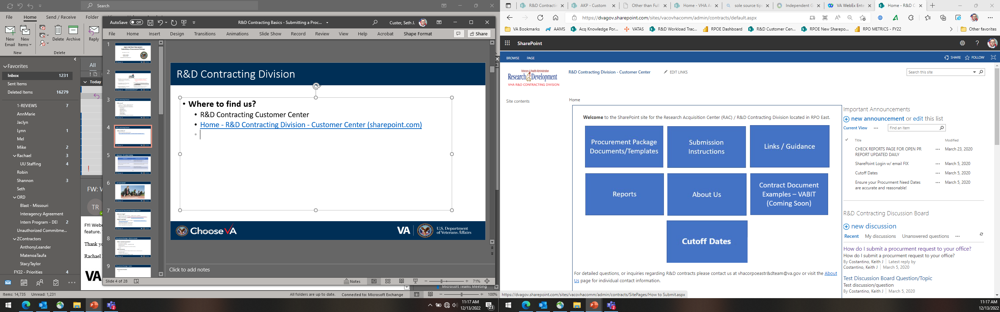 Search
File
Home
Send / Receive
Folder
New Email
New Items
Delete
Archive
Reply
New
Delete
Favorites
Inbox 1231
Sent Items
Deleted Items 16279
1-REVIEWS 7
AnnMarie
Jaclyn
Lynn 1
Mel
Mike 2
Rachael 3
UU Staffing 4
Robin
Shannon 3
Seth
ORD
Blast - Missouri
Interagency Agreement
Intern Program - DEI 2
Unauthorized Commitme...
ZContractors
AnthonyLeander
MatenoaTaufa
StacyTaylor
FY22 - Priorities 4
Items: 14,735 Unread: 1,231
All
Today
FW:
TR
FYI Webe
feature.
Thank yo
Rachael
VA
AutoSave Off
R&D Contracting Basics - Submitting a Proc...
Custer, Seth J.
File Home Insert Design Transitions Animations Slide Show Record Review View Help Acrobat Shape Format
Share
1
R&D CONTRACTING BASICS
Submitting a Procurement Package
2
3
4
5
6
7
8
9
R&D Contracting Division
• Where to find us?
• R&D Contracting Customer Center
• Home - R&D Contracting Division - Customer Center (sharepoint.com)
ChooseVA
VA
U.S. Department
of Veterans Affairs
Click to add notes
Slide 4 of 28
Notes
71%
Microsoft Teams Meeting
All folders are up to date. Connected to: Microsoft Exchange
100%
11:17 AM
12/13/2022
23
R&D Contractin
AKP - Custom
Other than Full
Home - VHA A
sole source tip
Independent G
VA WebEx Ente
Home - R&D C
https://dvagov.sharepoint.com/sites/vacovhacomm/admin/contracts/default.aspx
VA Bookmarks
AAMS
Acq Knowledge Por...
VATAS
R&D Workload Trac...
RPOE Dashboard
R&D Customer Cen...
RPOE New Sharepo...
RPO METRICS - FY22
Other favorites
SharePoint
BROWSE PAGE
SHARE FOLLOW
Veterans Health Administration
Research & Development
VHA R&D CONTRACTING DIVISION
R&D Contracting Division - Customer Center
EDIT LINKS
Search this site
Site contents
Home
Welcome to the SharePoint site for the Research Acquisition Center (RAC) / R&D Contracting Division located in RPO East.
Procurement Package
Documents/Templates
Submission
Instructions
Links / Guidance
Reports
About Us
Contract Document
Examples – VABIT
(Coming Soon)
Cutoff Dates
For detailed questions, or inquiries regarding R&D contracts please contact us at vhacorpoeastr&dteam@va.gov or visit the About
Us page for individual contact information.
Important Announcements
new announcement or edit this list
Current View ... Find an item
Title Modified
CHECK REPORTS PAGE FOR OPEN PR ... March 23, 2020
REPORT UPDATED DAILY
SharePoint Login w/ email FIX ... March 5, 2020
Cutoff Dates ... March 5, 2020
Ensure your Procurment Need Dates ... March 5, 2020
are accurate and reasonable!
R&D Contracting Discussion Board
new discussion
Recent My discussions Unanswered questions ...
How do I submit a procurment request to your office?
How do I submit a procurment request to your office?
By Costantino, Keith J | Latest reply by
Costantino, Keith J | March 5, 2020
Test Discussion Board Question/Topic
Test discussion/question
By Costantino, Keith J | March 5, 2020
https://dvagov.sharepoint.com/sites/vacovhacomm/admin/contracts/SitePages/How to Submit.aspx
11:17 AM
12/13/2022